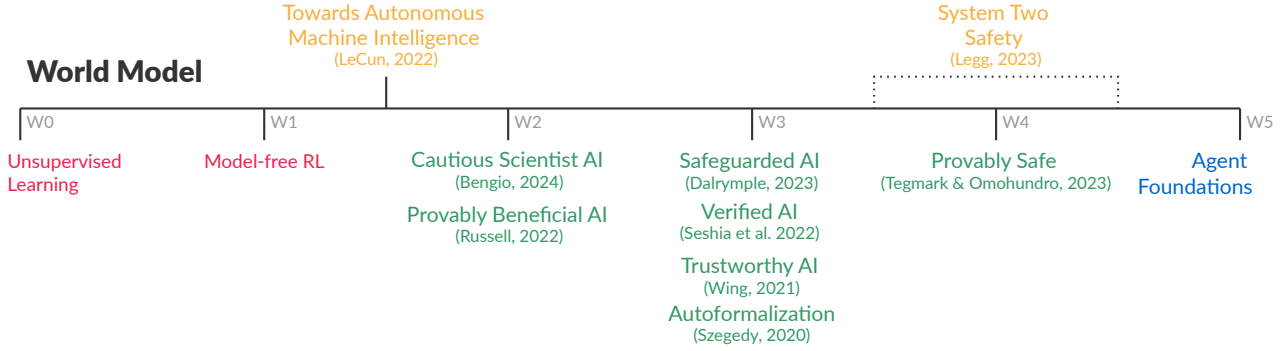 Towards Autonomous
Machine Intelligence
(LeCun, 2022)
System Two
Safety
(Legg, 2023)
World Model
W0
W1
W2
W3
W4
W5
Unsupervised
Learning
Model-free RL
Cautious Scientist AI
(Bengio, 2024)
Provably Beneficial AI
(Russell, 2022)
Safeguarded AI
(Dalrymple, 2023)
Verified AI
(Seshia et al. 2022)
Trustworthy AI
(Wing, 2021)
Autoformalization
(Szegedy, 2020)
Provably Safe
(Tegmark & Omohundro, 2023)
Agent
Foundations